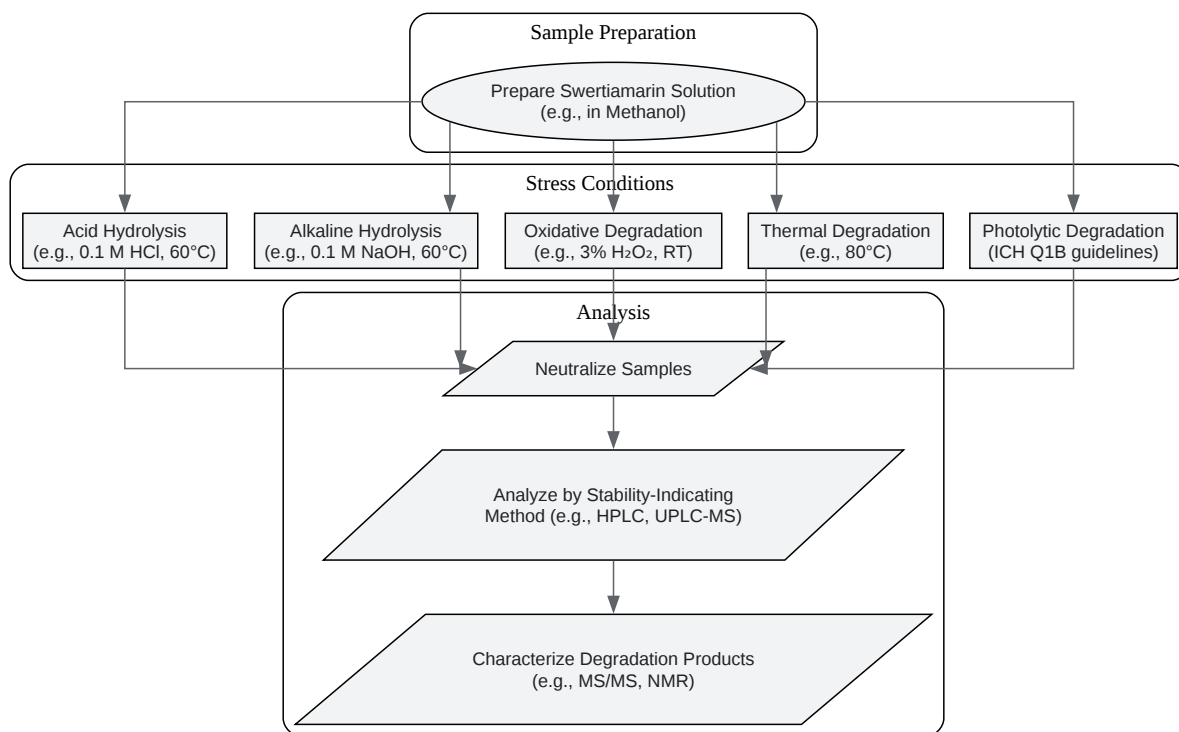 Sample Preparation
Prepare Swertiamarin Solution
(e.g., in Methanol)
Stress Conditions
Acid Hydrolysis
(e.g., 0.1 M HCl, 60°C)
Alkaline Hydrolysis
(e.g., 0.1 M NaOH, 60°C)
Oxidative Degradation
(e.g., 3% H₂O₂, RT)
Thermal Degradation
(e.g., 80°C)
Photolytic Degradation
(ICH Q1B guidelines)
Analysis
Neutralize Samples
Analyze by Stability-Indicating
Method (e.g., HPLC, UPLC-MS)
Characterize Degradation Products
(e.g., MS/MS, NMR)